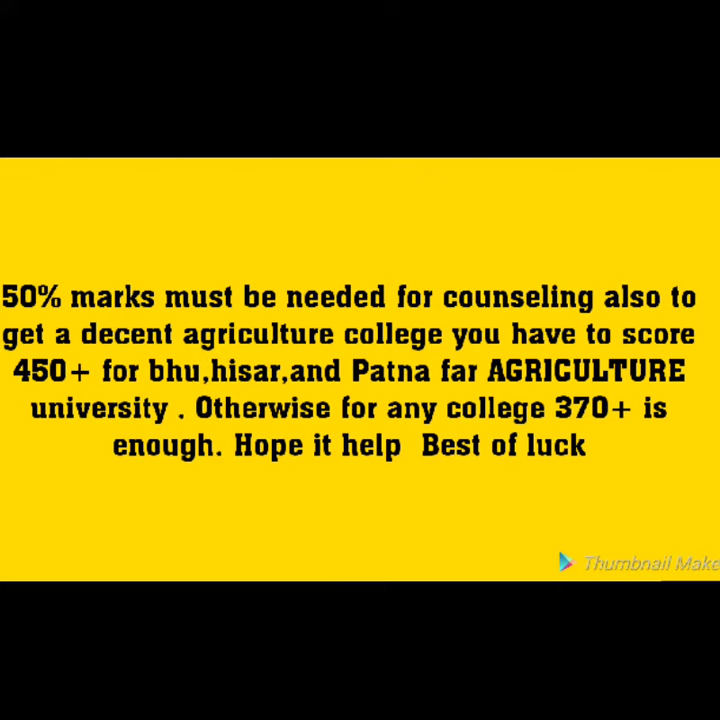 50% marks must be needed for counseling also to
get a decent agriculture college you have to score
450+ for bhu,hisar,and Patna far AGRICULTURE
university . Otherwise for any college 370+ is
enough. Hope it help Best of luck
Thumbnail Make